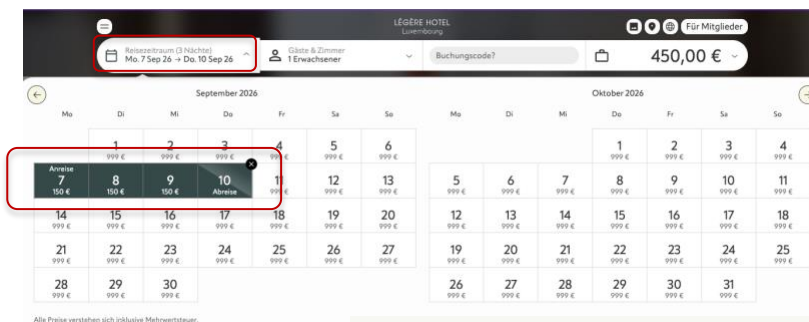 LÉGÈRE HOTEL
Luxembourg
Für Mitglieder
Reisezeitraum (3 Nächte)
Mo. 7 Sep 26 → Do. 10 Sep 26
Gäste & Zimmer
1 Erwachsener
Buchungscode?
450,00 €
September 2026
Mo Di Mi Do Fr Sa So
1 2 3 4 5 6
999 € 999 € 999 € 999 € 999 € 999 €
Anreise
7 8 9 10 11 12 13
150 € 150 € 150 € Abreise 999 € 999 € 999 €
14 15 16 17 18 19 20
999 € 999 € 999 € 999 € 999 € 999 € 999 €
21 22 23 24 25 26 27
999 € 999 € 999 € 999 € 999 € 999 € 999 €
28 29 30
999 € 999 € 999 €
Oktober 2026
Mo Di Mi Do Fr Sa So
1 2 3 4
999 € 999 € 999 € 999 €
5 6 7 8 9 10 11
999 € 999 € 999 € 999 € 999 € 999 € 999 €
12 13 14 15 16 17 18
999 € 999 € 999 € 999 € 999 € 999 € 999 €
19 20 21 22 23 24 25
999 € 999 € 999 € 999 € 999 € 999 € 999 €
26 27 28 29 30 31
999 € 999 € 999 € 999 € 999 € 999 €
Alle Preise verstehen sich inklusive Mehrwertsteuer.